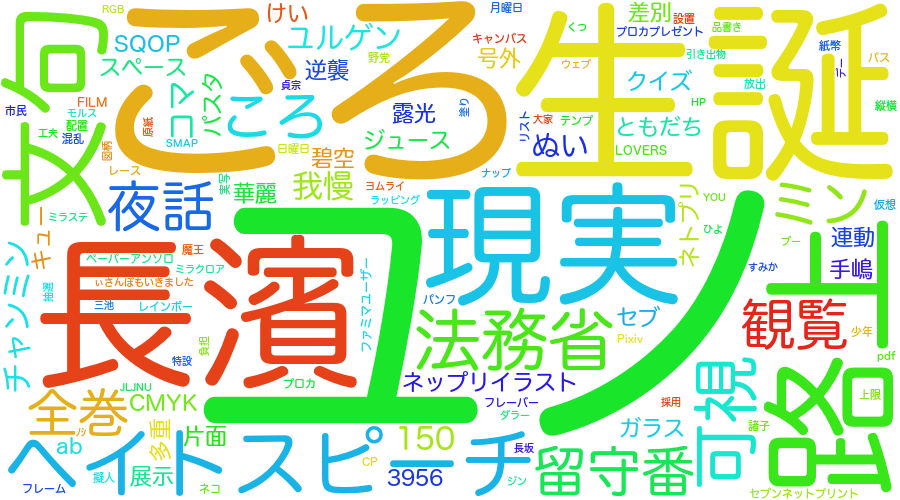 RGB
けい
月曜日
くつ
差別
設置
品書き
SQOP
ユルゲン
野党
キャンバス
プロカプレゼント
紙幣
バス
ごろごろ
生誕
文句
スペース
逆襲
貞宗
号外
ウェブ
クイズ
引き出物
放出
デー
市民
FILM
モルス
コマ
パスタ
ごろ
露光
塗り
リスト
大家
テンプ
HP
縦横
配置
工夫
混乱
原紙
SMAP
ジュース
ぬい
ともだち
LOVERS
図柄
レース
日曜日
碧空
ナップ
夜話
実写
華麗
我慢
ヨムライ
ラッピング
現実
ネトプリ
YOU
ミン
仮想
ミラステ
キュー
魔王
ひよ
ブー
連動
ペーパーアンソロ
ミラクロア
路上
手嶋
チャンミン
地遅
ぃさんぽもいきました
三池
レインボー
長濱
ユノ
ファミマユーザー
パンフ
すみか
セブ
観覧
少年
特設
負担
法務省
Pixiv
pdf
JLJNU
プロカ
ネップリイラスト
可視
上限
全巻
CMYK
フレーバー
採用
ダラー
ガラス
諸子
ab
多重
片面
150
長坂
ヘイトスピーチ
CP
3956
ジン
留守番
フレーム
擬人
展示
ネコ
セブンネットプリント